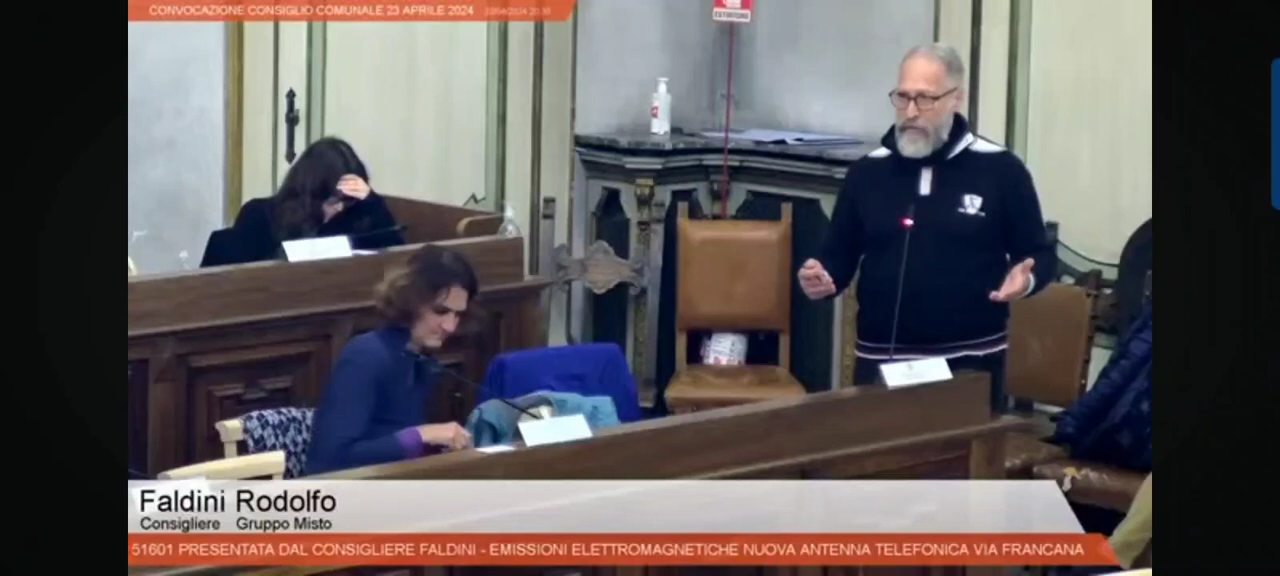 CONVOCAZIONE CONSIGLIO COMUNALE 23 APRILE 2024
ESTINTORE
Faldini Rodolfo
Consigliere Gruppo Misto
51601 PRESENTATA DAL CONSIGLIERE FALDINI - EMISSIONI ELETTROMAGNETICHE NUOVA ANTENNA TELEFONICA VIA FRANCANA